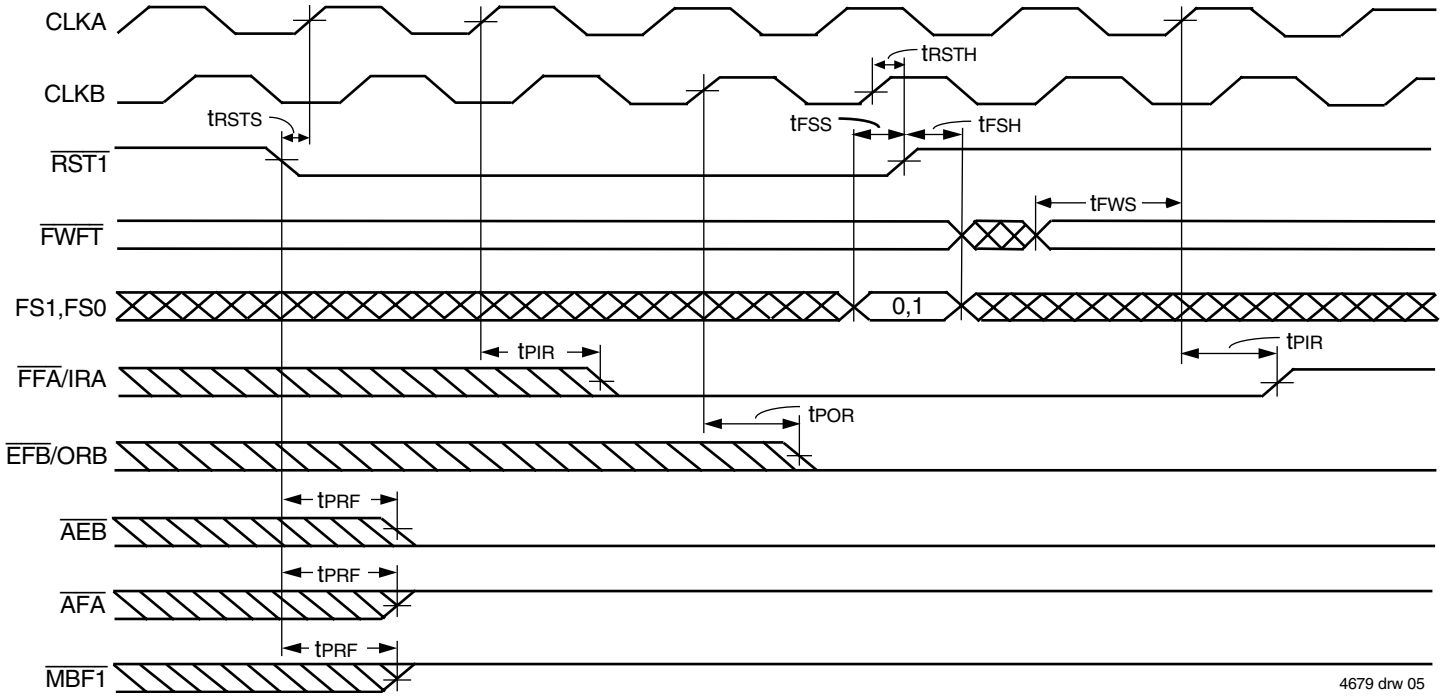 CLKA
tRSTH
CLKB
tRSTS
tFSS
tFSH
RST1
tFWS
FWFT
FS1,FS0
0,1
tPIR
tPIR
FFA/IRA
tPOR
EFB/ORB
tPRF
AEB
tPRF
AFA
tPRF
MBF1
4679 drw 05